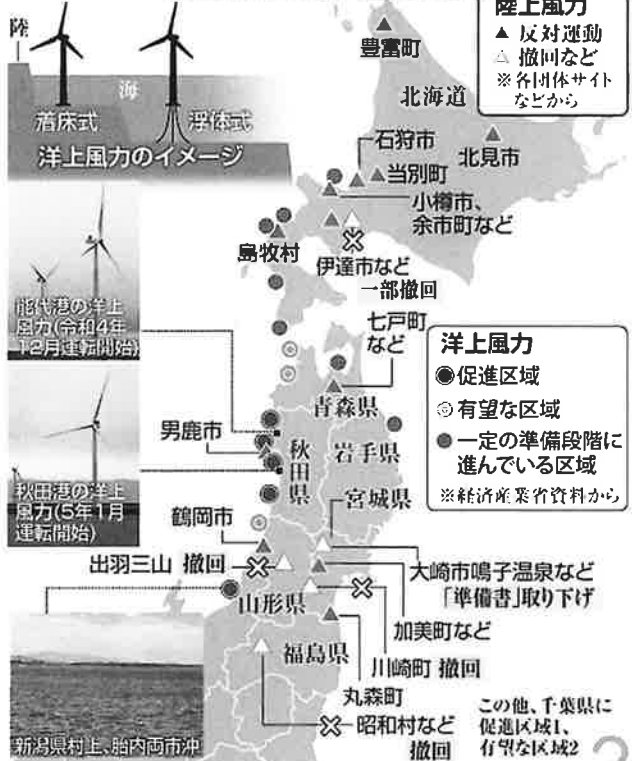 陸
海
着床式
浮体式
洋上風力のイメージ
陸上風力
▲ 反対運動
△ 撤回など
※各団体サイト
などから
豊富町
北海道
北見市
石狩市
当別町
小樽市、
余市町など
島牧村
伊達市など
一部撤回
能代港の洋上
風力(令和4年
12月運転開始)
七戸町
など
青森県
洋上風力
促進区域
有望な区域
一定の準備段階に
進んでいる区域
※経済産業省資料から
男鹿市
秋田県
岩手県
宮城県
秋田港の洋上
風力(5年1月
運転開始)
鶴岡市
出羽三山 撤回
山形県
大崎市鳴子温泉など
「準備書」取り下げ
加美町など
川崎町 撤回
福島県
丸森町
昭和村など
撤回
新潟県村上、胎内両市沖
この他、千葉県に
促進区域1、
有望な区域2